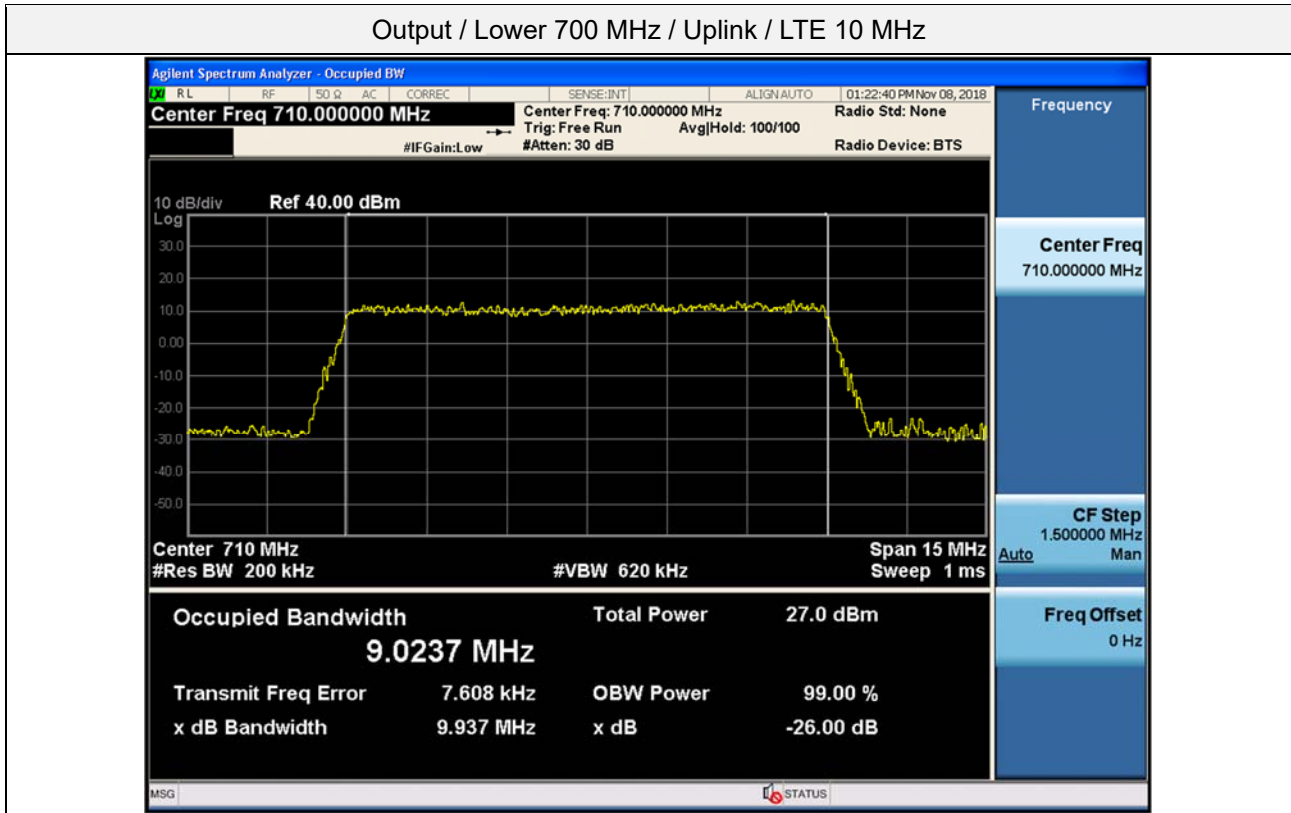 Output / Lower 700 MHz / Uplink / LTE 10 MHz
Agilent Spectrum Analyzer - Occupied BW
LXI RL RF 50 Ω AC CORREC SENSE:INT ALIGN AUTO 01:22:40 PM Nov 08, 2018
Center Freq 710.000000 MHz
Center Freq: 710.000000 MHz
Radio Std: None
Trig: Free Run Avg|Hold: 100/100
#IFGain:Low
#Atten: 30 dB
Radio Device: BTS
Frequency
10 dB/div Ref 40.00 dBm
Log
30.0
20.0
10.0
0.00
-10.0
-20.0
-30.0
-40.0
-50.0
Center 710 MHz
Span 15 MHz
#Res BW 200 kHz
#VBW 620 kHz
Sweep 1 ms
Occupied Bandwidth
9.0237 MHz
Total Power 27.0 dBm
Transmit Freq Error 7.608 kHz
OBW Power 99.00 %
x dB Bandwidth 9.937 MHz
x dB -26.00 dB
Center Freq
710.000000 MHz
CF Step
1.500000 MHz
Auto Man
Freq Offset
0 Hz
MSG
STATUS